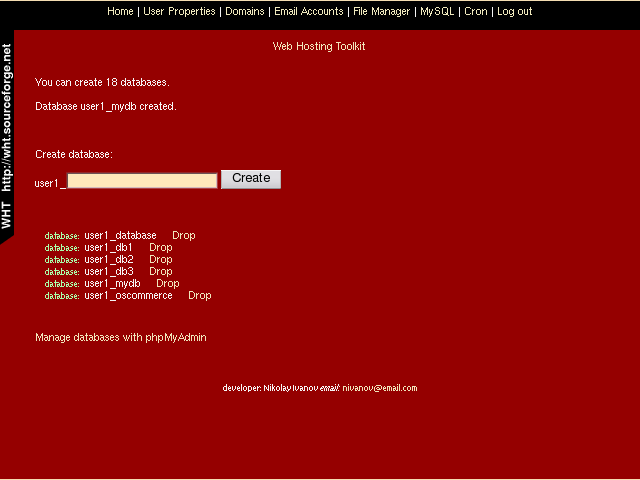 Home | User Properties | Domains | Email Accounts | File Manager | MySQL | Cron | Log out
WHT http://wht.sourceforge.net
Web Hosting Toolkit
You can create 18 databases.
Database user1_mydb created.
Create database:
user1_ Create
database: user1_database Drop
database: user1_db1 Drop
database: user1_db2 Drop
database: user1_db3 Drop
database: user1_mydb Drop
database: user1_oscommerce Drop
Manage databases with phpMyAdmin
developer: Nikolay Ivanov email: nivanov@email.com